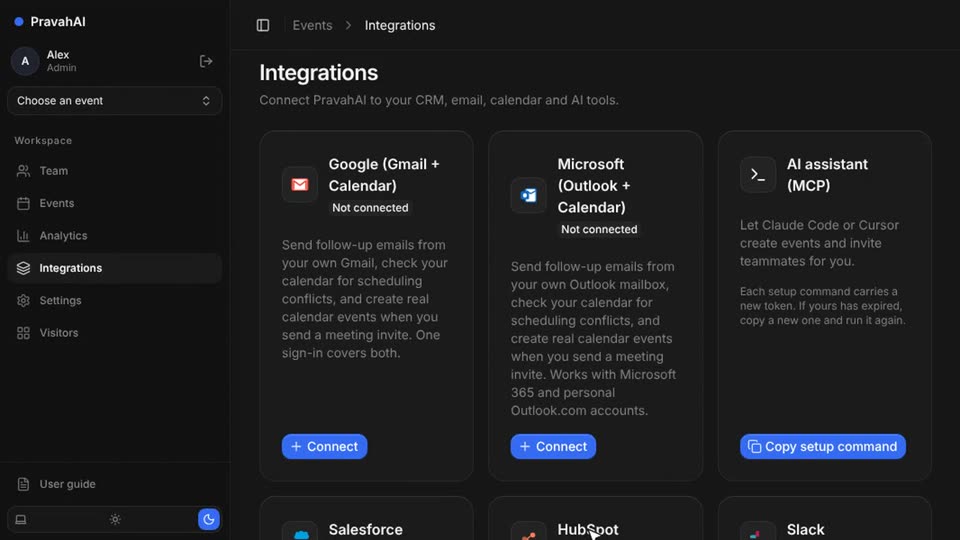 PravahAI
A
Alex
Admin
Choose an event
Workspace
Team
Events
Analytics
Integrations
Settings
Visitors
User guide
Events
Integrations
Integrations
Connect PravahAI to your CRM, email, calendar and AI tools.
Google (Gmail +
Calendar)
Not connected
Send follow-up emails from
your own Gmail, check your
calendar for scheduling
conflicts, and create real
calendar events when you
send a meeting invite. One
sign-in covers both.
+ Connect
Microsoft
(Outlook +
Calendar)
Not connected
Send follow-up emails from
your own Outlook mailbox,
check your calendar for
scheduling conflicts, and
create real calendar events
when you send a meeting
invite. Works with Microsoft
365 and personal
Outlook.com accounts.
+ Connect
AI assistant
(MCP)
Let Claude Code or Cursor
create events and invite
teammates for you.
Each setup command carries a
new token. If yours has expired,
copy a new one and run it again.
Copy setup command
Salesforce
HubSpot
Slack